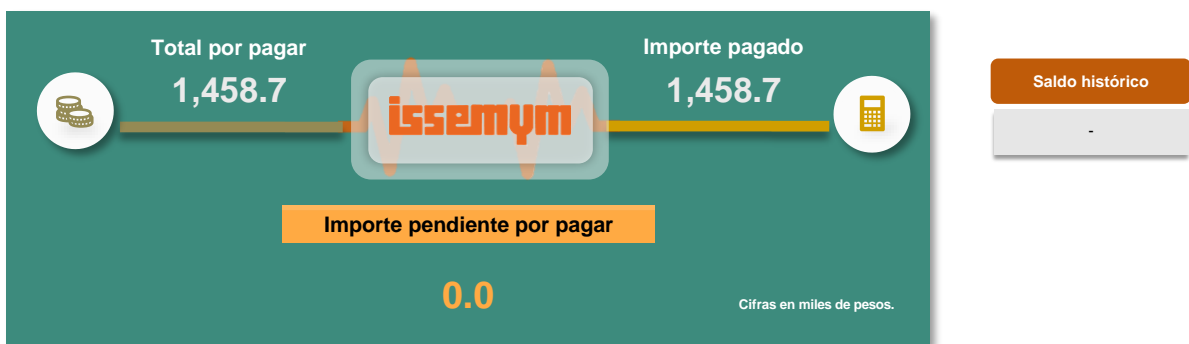 Total por pagar
1,458.7
issemym
Importe pagado
1,458.7
Importe pendiente por pagar
0.0
Cifras en miles de pesos.
Saldo histórico
-